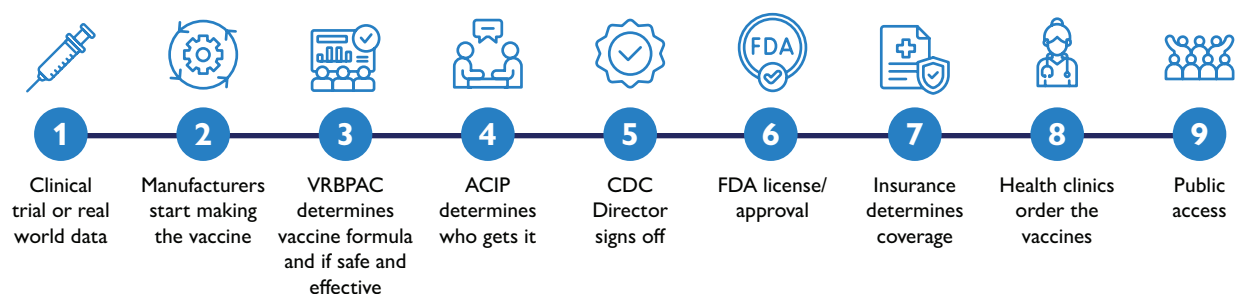 FDA
1
2
3
4
5
6
7
8
9
Clinical
trial or real
world data
Manufacturers
start making
the vaccine
VRBPAC
determines
vaccine formula
and if safe and
effective
ACIP
determines
who gets it
CDC
Director
signs off
FDA license/
approval
Insurance
determines
coverage
Health clinics
order the
vaccines
Public
access